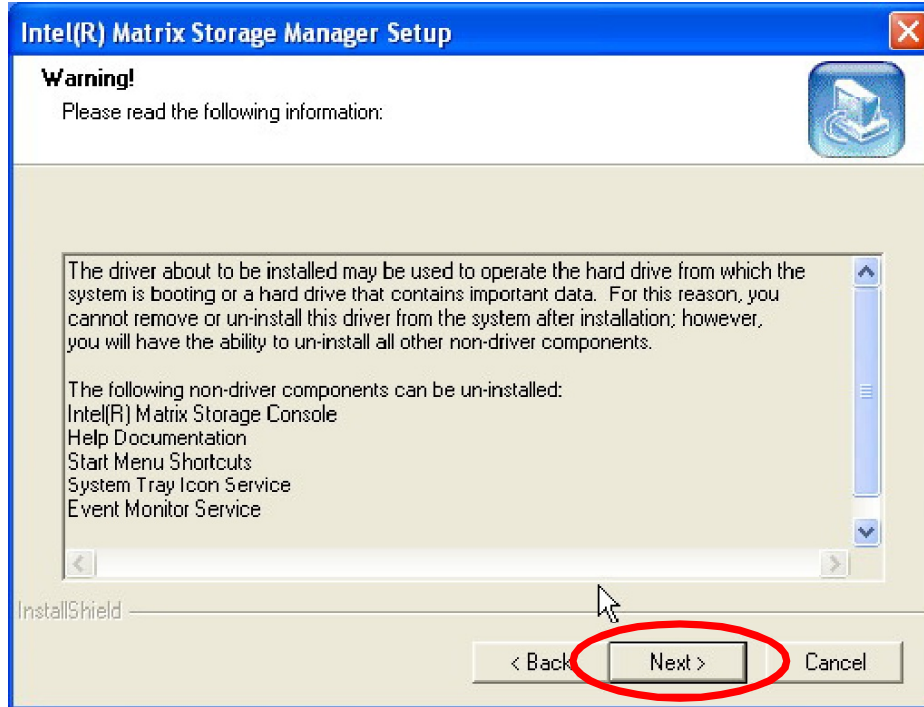 Intel(R) Matrix Storage Manager Setup
Warning!
Please read the following information:
The driver about to be installed may be used to operate the hard drive from which the
system is booting or a hard drive that contains important data.  For this reason, you
cannot remove or un-install this driver from the system after installation; however,
you will have the ability to un-install all other non-driver components.
The following non-driver components can be un-installed:
Intel(R) Matrix Storage Console
Help Documentation
Start Menu Shortcuts
System Tray Icon Service
Event Monitor Service
InstallShield
< Back
Next >
Cancel